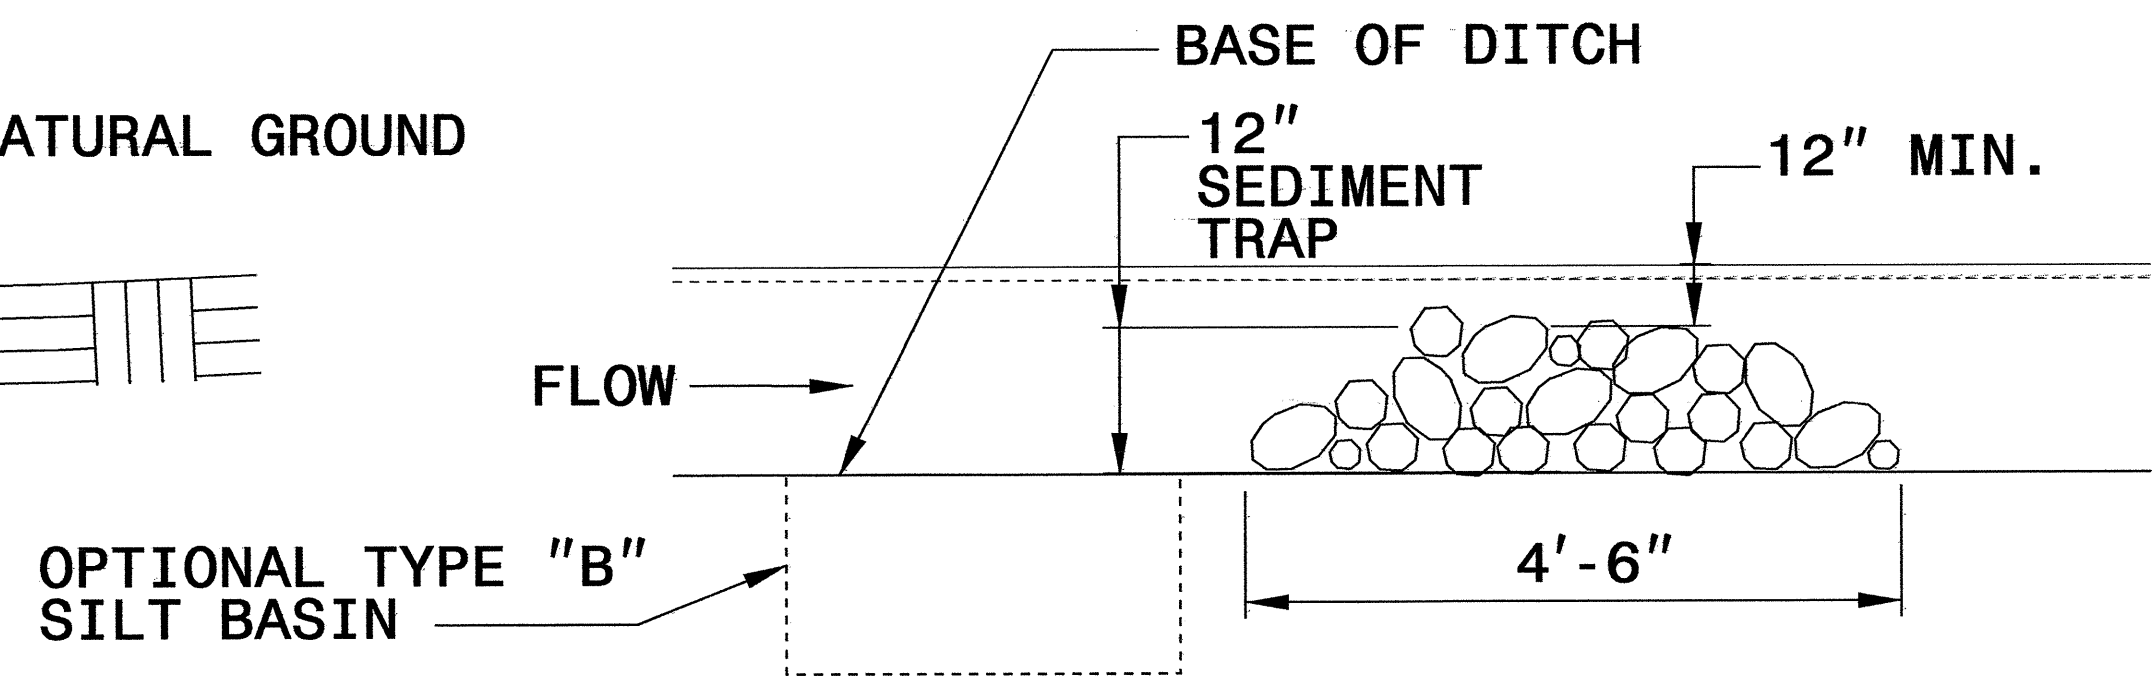 BASE OF DITCH
ATURAL GROUND
12"
SEDIMENT
TRAP
12" MIN.
FLOW
OPTIONAL TYPE "B"
SILT BASIN
4'-6"